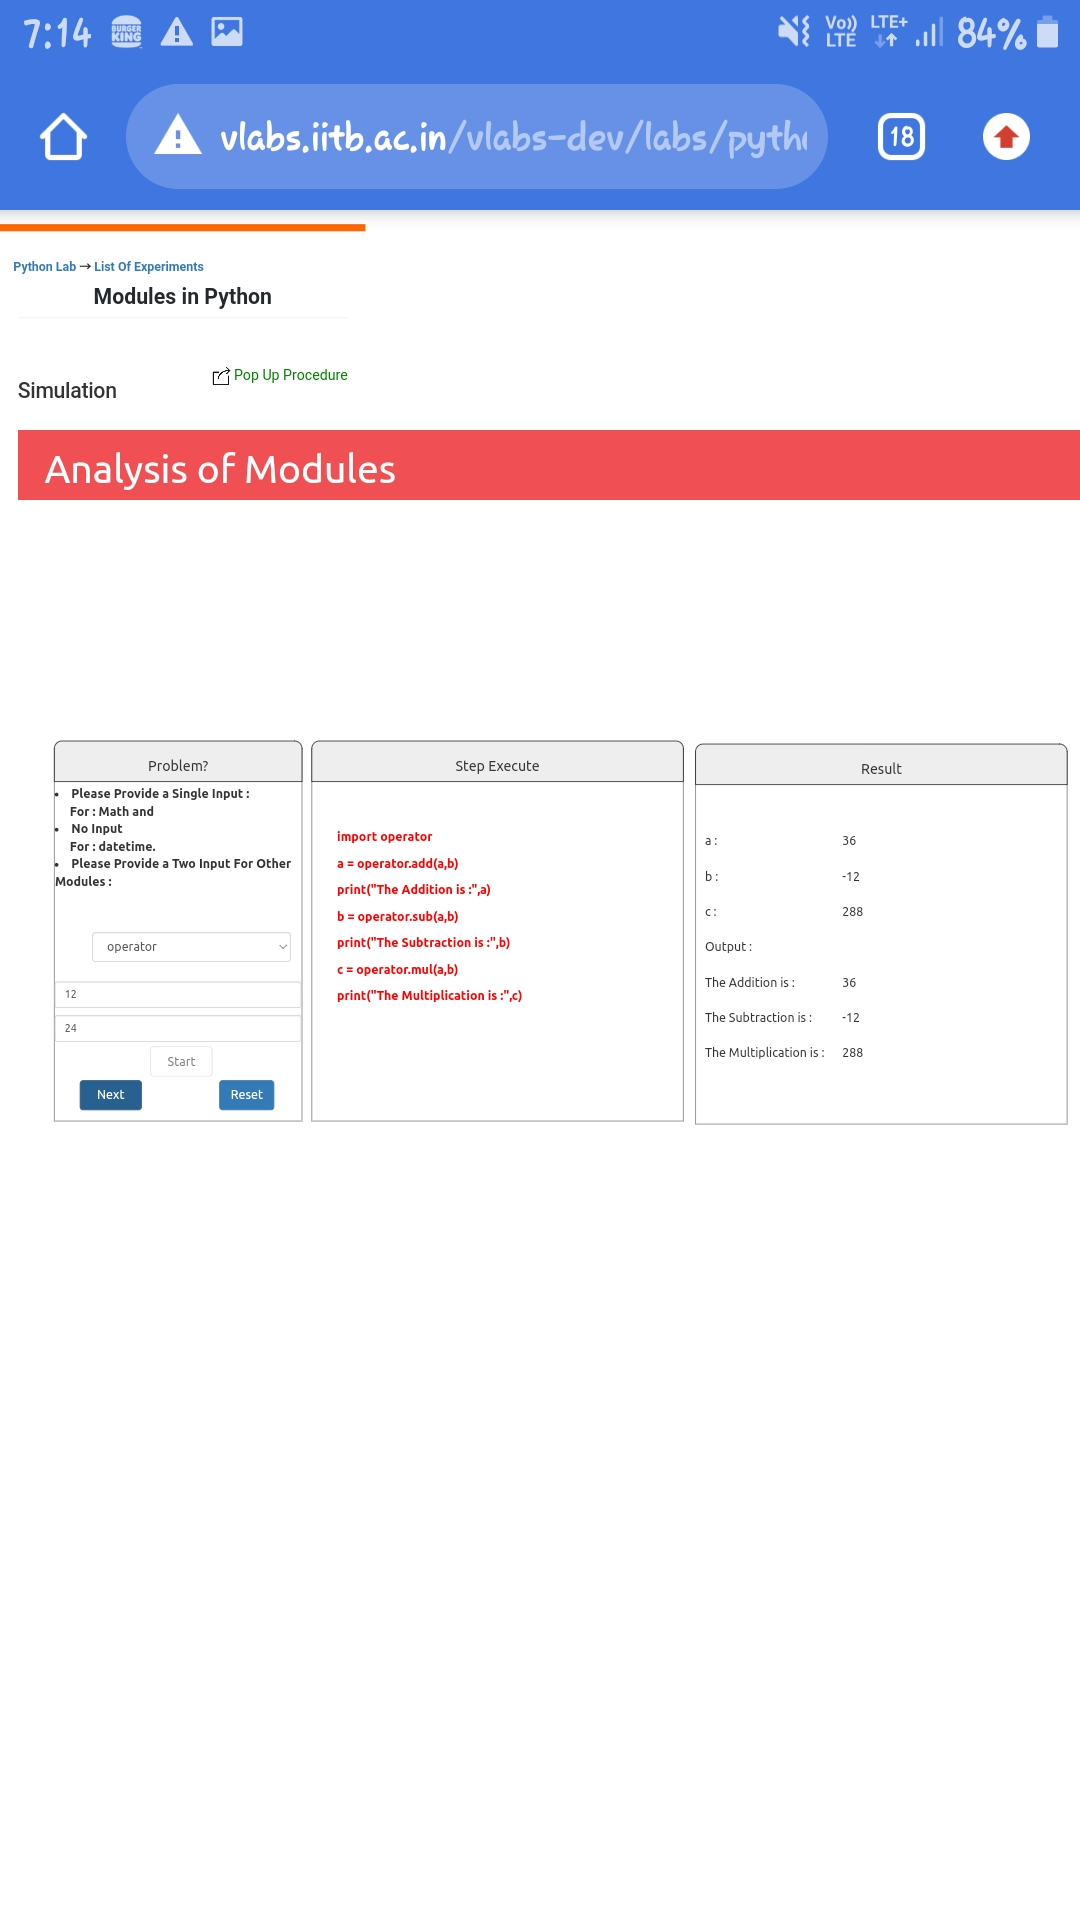 7:14 BURGER KING Vo)) LTE LTE+ 84%
vlabs.iitb.ac.in/vlabs-dev/labs/pyth 18
Python Lab → List Of Experiments
Modules in Python
Pop Up Procedure
Simulation
Analysis of Modules
Problem?
• Please Provide a Single Input :
For : Math and
• No Input
For : datetime.
• Please Provide a Two Input For Other
Modules :
operator
12
24
Start
Next Reset
Step Execute
import operator
a = operator.add(a,b)
print("The Addition is :",a)
b = operator.sub(a,b)
print("The Subtraction is :",b)
c = operator.mul(a,b)
print("The Multiplication is :",c)
Result
a : 36
b : -12
c : 288
Output :
The Addition is : 36
The Subtraction is : -12
The Multiplication is : 288